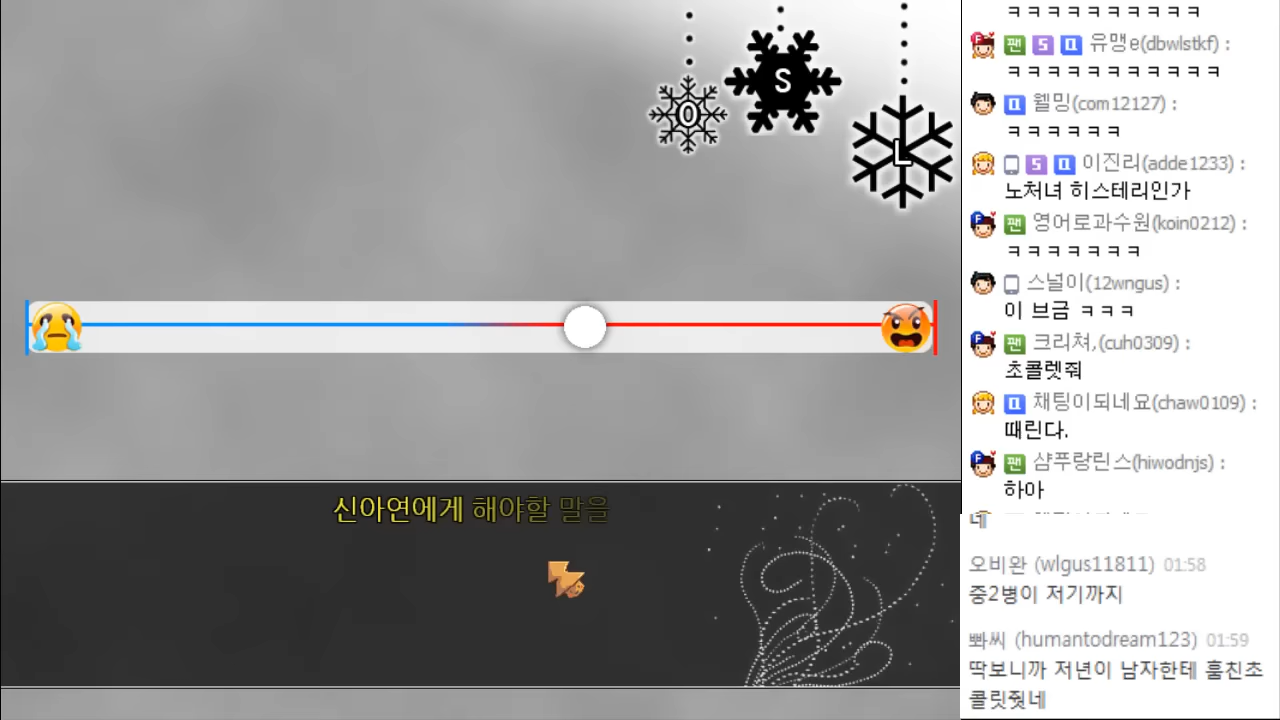 O
S
L
신아연에게 해야할 말을
ㅋㅋㅋㅋㅋㅋㅋㅋㅋㅋ
팬 S 유맹e(dbwlstkf) :
ㅋㅋㅋㅋㅋㅋㅋㅋㅋㅋㅋ
웰밍(com12127) :
ㅋㅋㅋㅋㅋㅋ
S 이진리(adde1233) :
노처녀 히스테리인가
팬 영어로과수원(koin0212) :
ㅋㅋㅋㅋㅋㅋㅋ
스널이(12wngus) :
이 브금 ㅋㅋㅋ
팬 크리쳐,(cuh0309) :
초콜렛줘
채팅이되네요(chaw0109) :
때린다.
팬 샴푸랑린스(hiwodnjs) :
하아
네
오비완 (wlgus11811) 01:58
중2병이 저기까지
빠씨 (humantodream123) 01:59
딱보니까 저년이 남자한테 훔친초
콜릿줫네